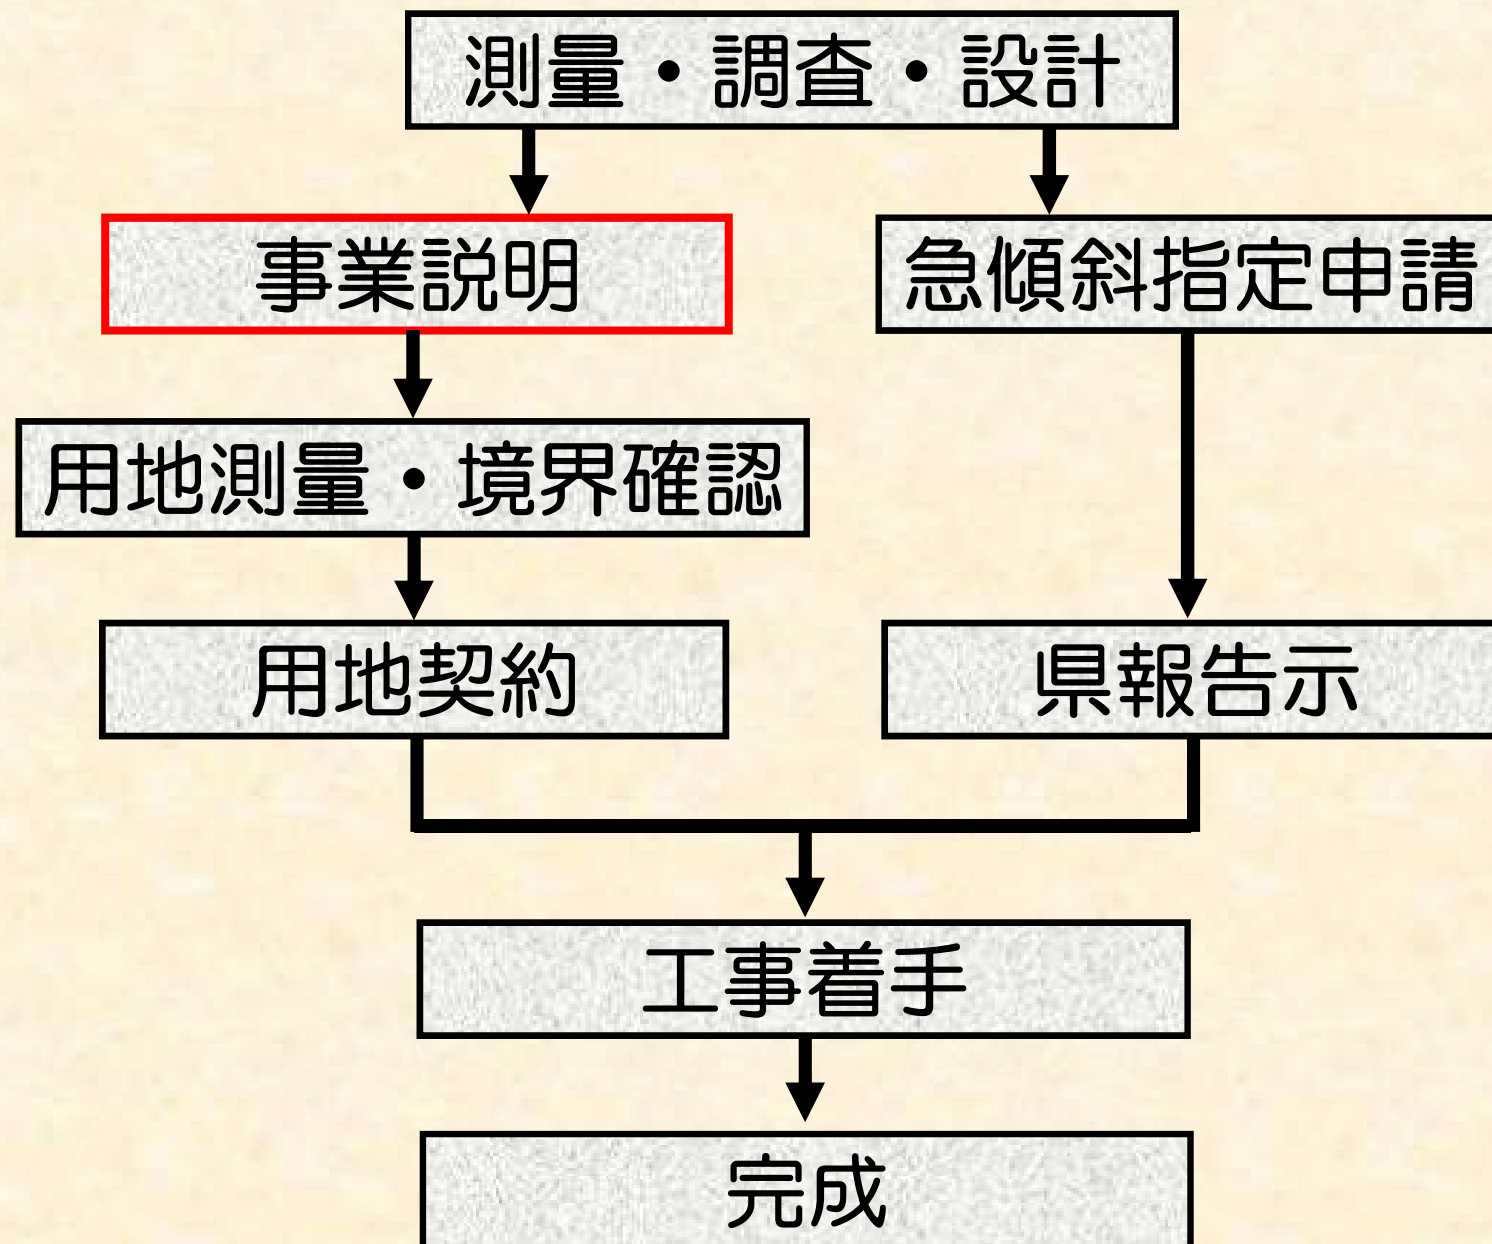 測量・調査・設計
事業説明
急傾斜指定申請
用地測量・境界確認
用地契約
県報告示
工事着手
完成